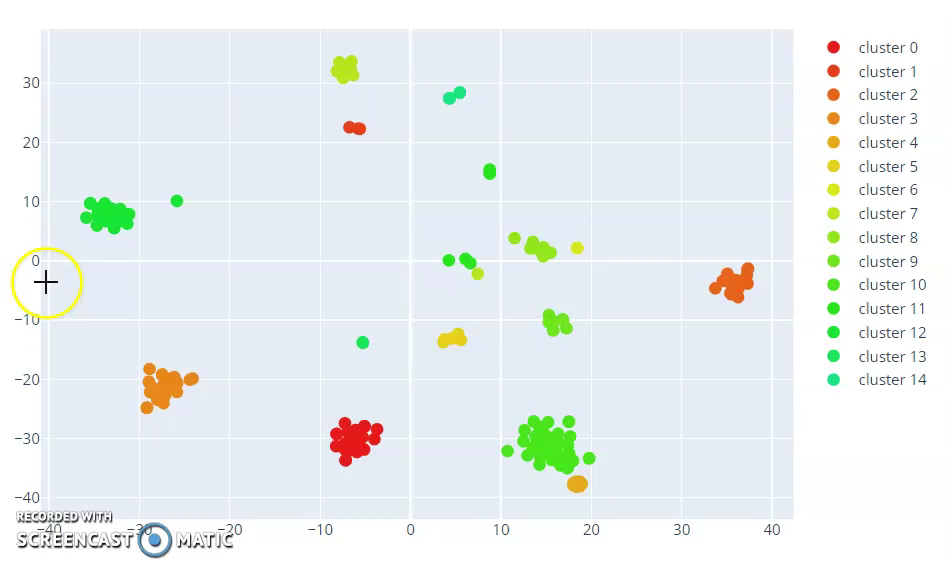 cluster 0
cluster 1
cluster 2
cluster 3
cluster 4
cluster 5
cluster 6
cluster 7
cluster 8
cluster 9
cluster 10
cluster 11
cluster 12
cluster 13
cluster 14
30
20
10
0
−10
−20
−30
−40
−40 −30 −20 −10 0 10 20 30 40
RECORDED WITH
SCREENCAST MATIC